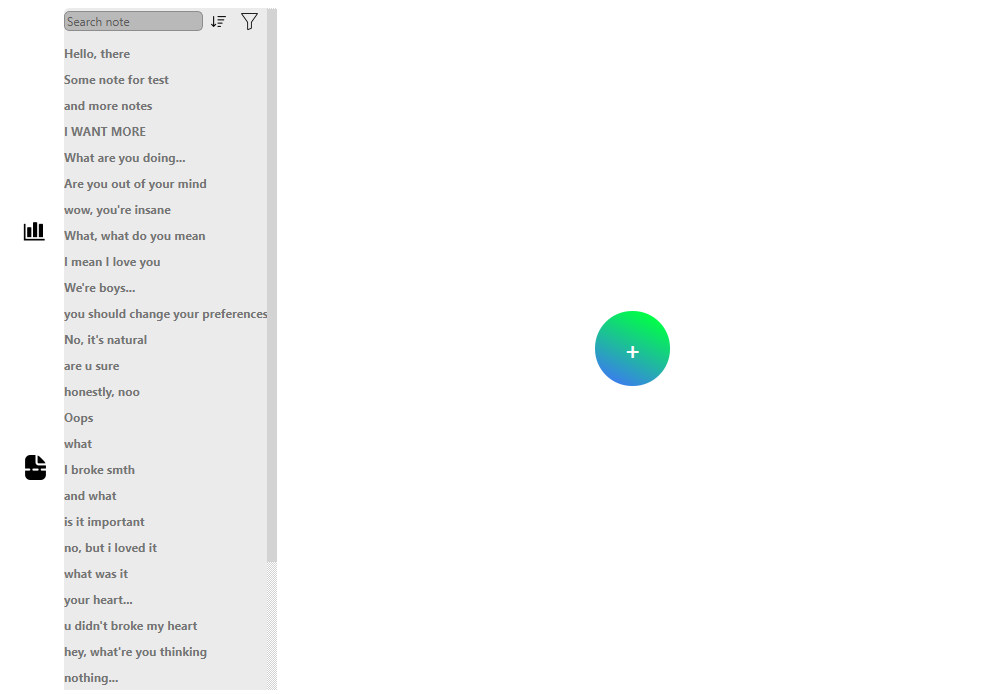 Search note
Hello, there
Some note for test
and more notes
I WANT MORE
What are you doing...
Are you out of your mind
wow, you're insane
What, what do you mean
I mean I love you
We're boys...
you should change your preferences
No, it's natural
are u sure
honestly, noo
Oops
what
I broke smth
and what
is it important
no, but i loved it
what was it
your heart...
u didn't broke my heart
hey, what're you thinking
nothing...
+